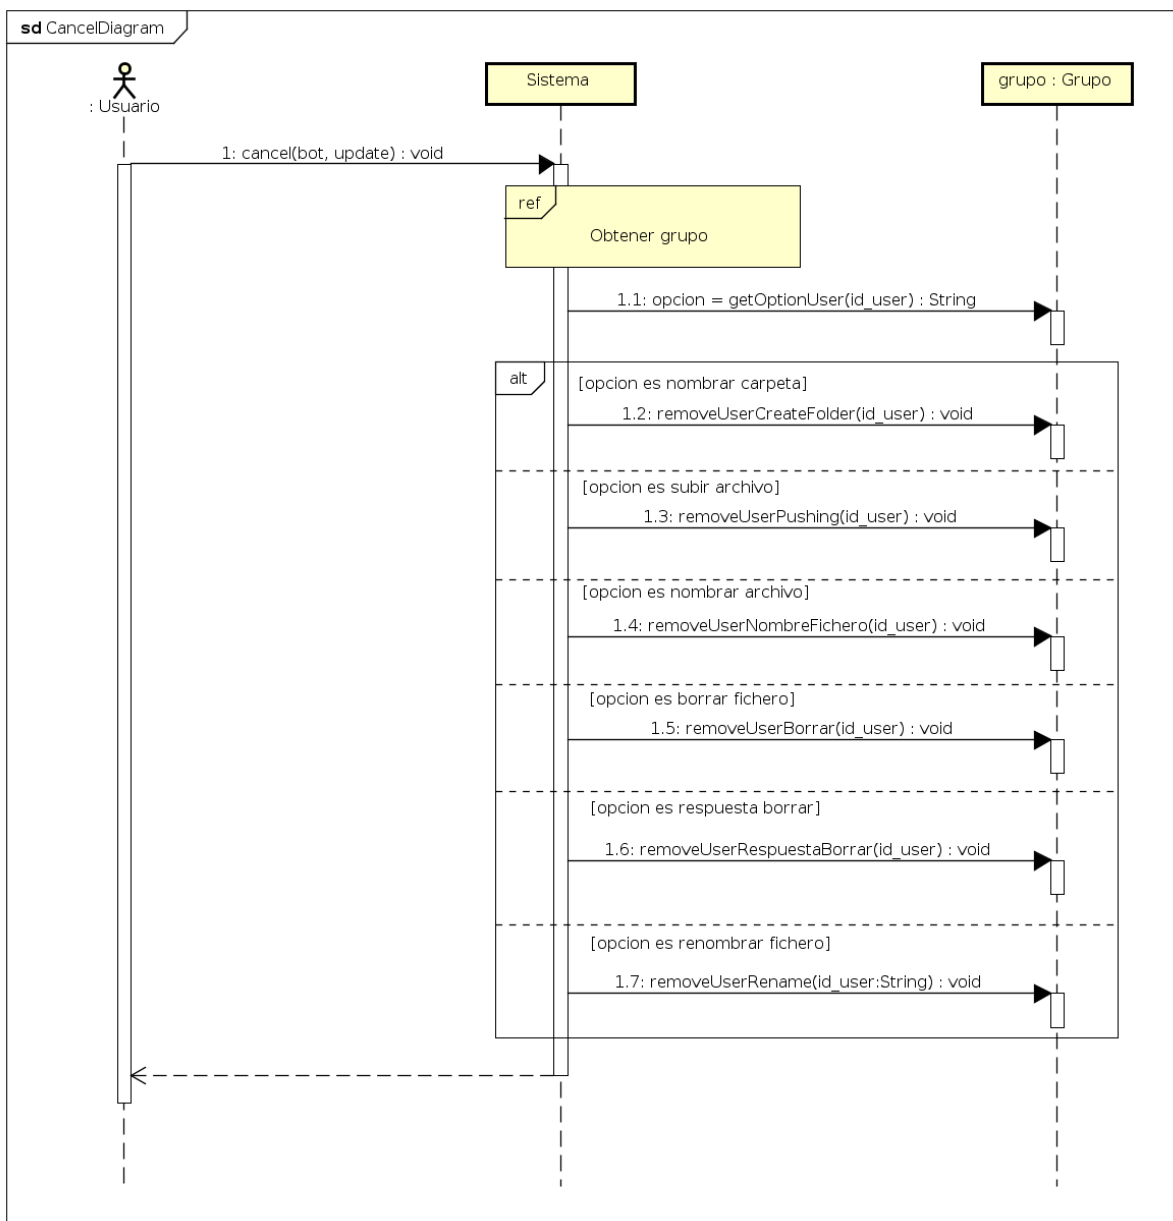 sd CancelDiagram
: Usuario
Sistema
grupo : Grupo
1: cancel(bot, update) : void
ref
Obtener grupo
1.1: opcion = getOptionUser(id_user) : String
alt
[opcion es nombrar carpeta]
1.2: removeUserCreateFolder(id_user) : void
[opcion es subir archivo]
1.3: removeUserPushing(id_user) : void
[opcion es nombrar archivo]
1.4: removeUserNombreFichero(id_user) : void
[opcion es borrar fichero]
1.5: removeUserBorrar(id_user) : void
[opcion es respuesta borrar]
1.6: removeUserRespuestaBorrar(id_user) : void
[opcion es renombrar fichero]
1.7: removeUserRename(id_user:String) : void